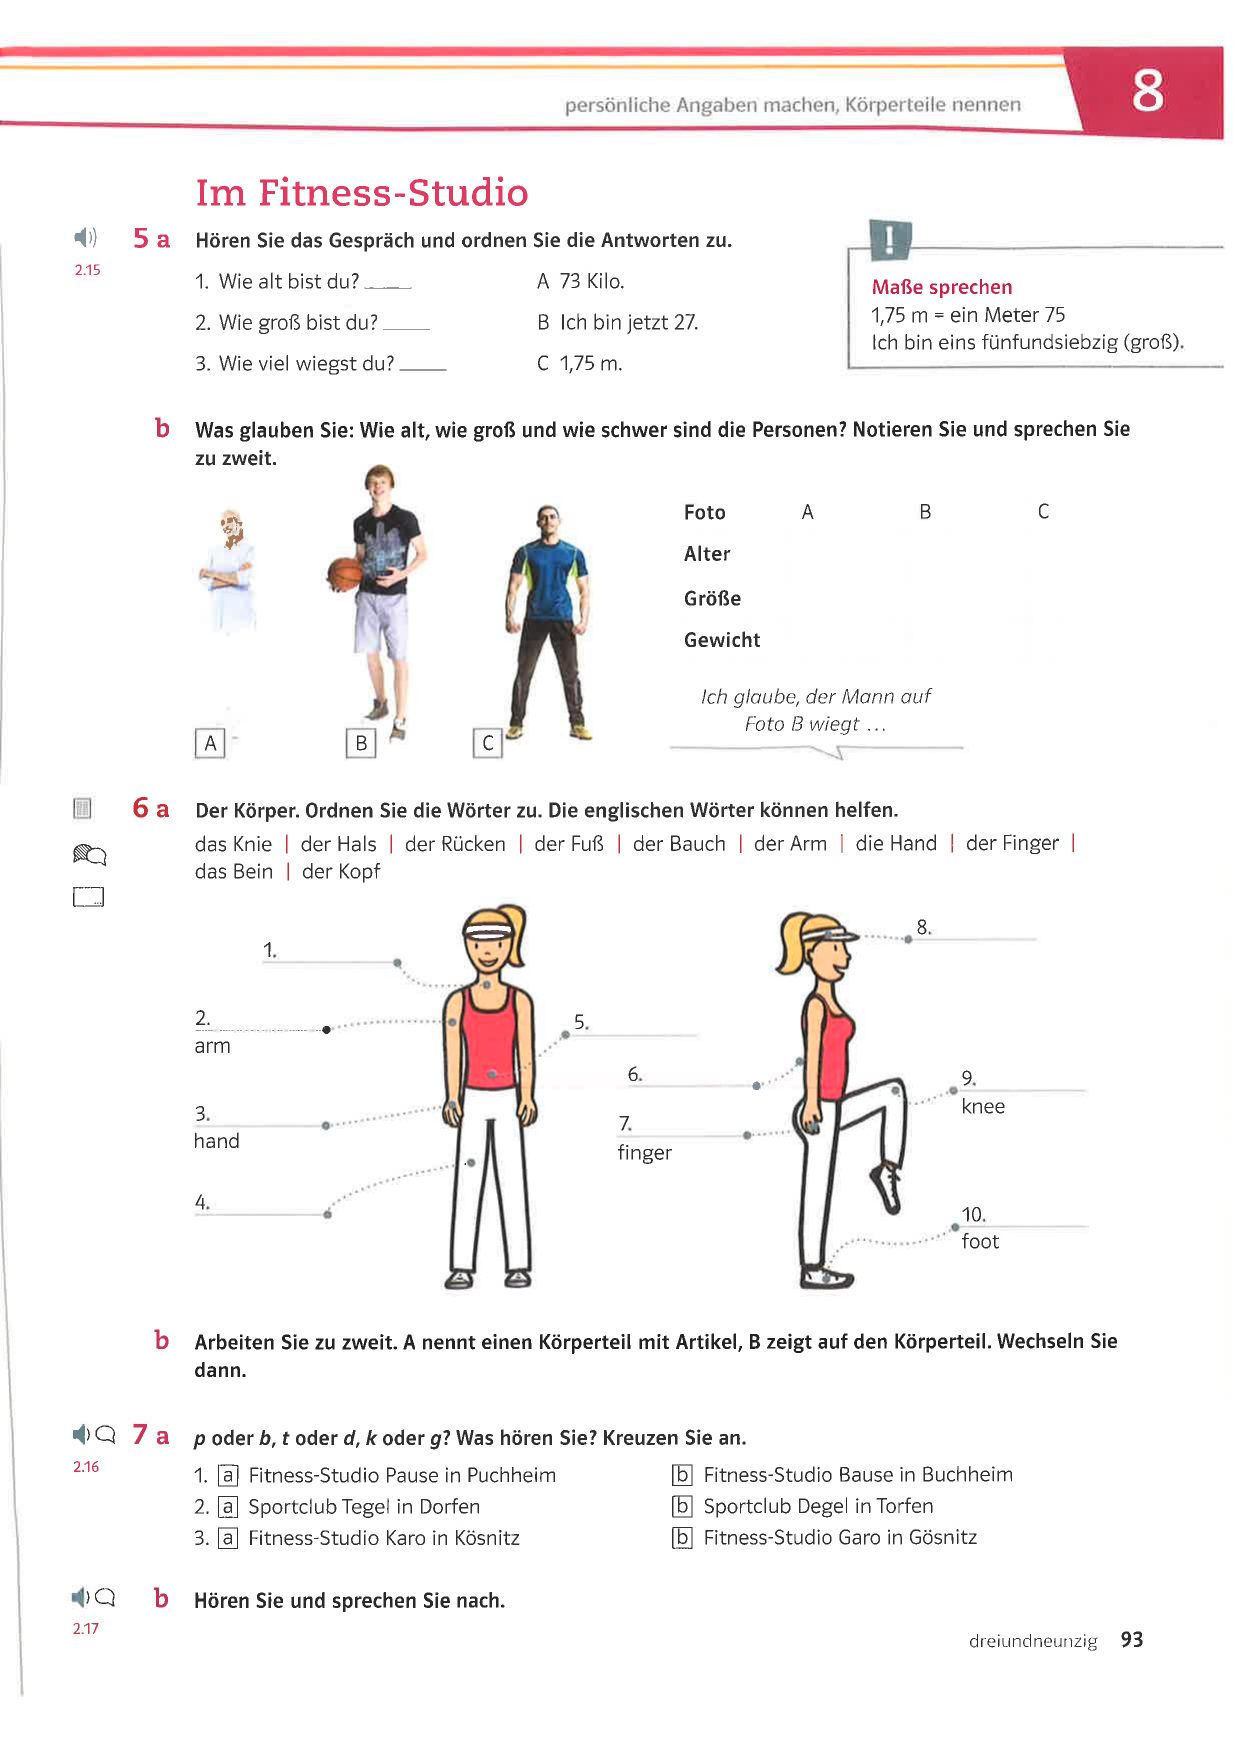 persönliche Angaben machen, Körperteile nennen
8
Im Fitness-Studio
2.15
5 a Hören Sie das Gespräch und ordnen Sie die Antworten zu.
1. Wie alt bist du? ____ A 73 Kilo.
2. Wie groß bist du? ____ B Ich bin jetzt 27.
3. Wie viel wiegst du? ____ C 1,75 m.
!
Maße sprechen
1,75 m = ein Meter 75
Ich bin eins fünfundsiebzig (groß).
b Was glauben Sie: Wie alt, wie groß und wie schwer sind die Personen? Notieren Sie und sprechen Sie
zu zweit.
A
B
C
Foto A B C
Alter
Größe
Gewicht
Ich glaube, der Mann auf
Foto B wiegt ...
6 a Der Körper. Ordnen Sie die Wörter zu. Die englischen Wörter können helfen.
das Knie | der Hals | der Rücken | der Fuß | der Bauch | der Arm | die Hand | der Finger |
das Bein | der Kopf
1.
2.
arm
3.
hand
4.
5.
6.
7.
finger
8.
9.
knee
10.
foot
b Arbeiten Sie zu zweit. A nennt einen Körperteil mit Artikel, B zeigt auf den Körperteil. Wechseln Sie
dann.
2.16
7 a p oder b, t oder d, k oder g? Was hören Sie? Kreuzen Sie an.
1. a Fitness-Studio Pause in Puchheim b Fitness-Studio Bause in Buchheim
2. a Sportclub Tegel in Dorfen b Sportclub Degel in Torfen
3. a Fitness-Studio Karo in Kösnitz b Fitness-Studio Garo in Gösnitz
2.17
b Hören Sie und sprechen Sie nach.
dreiundneunzig 93